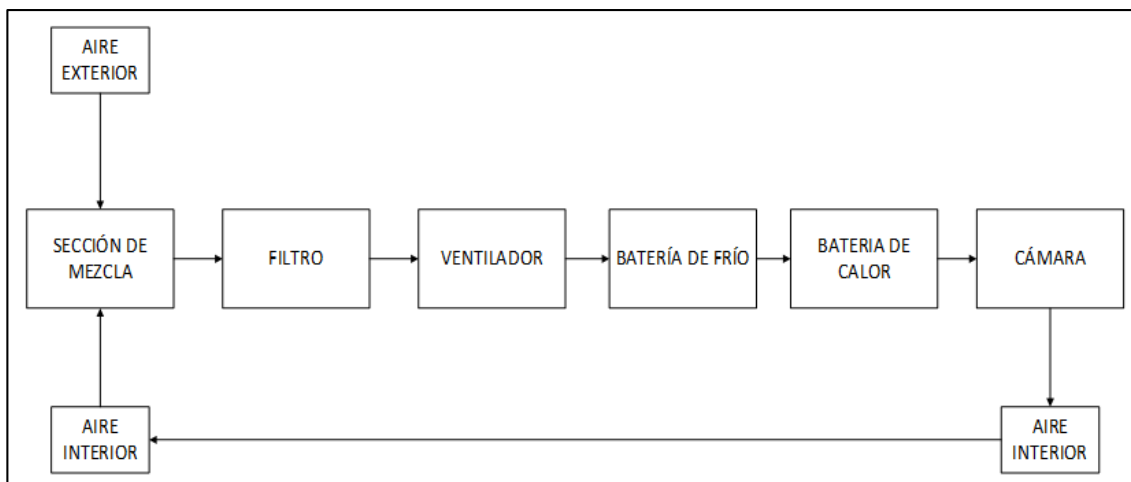 AIRE
EXTERIOR
SECCIÓN DE
MEZCLA
FILTRO
VENTILADOR
BATERÍA DE FRÍO
BATERIA DE
CALOR
CÁMARA
AIRE
INTERIOR
AIRE
INTERIOR